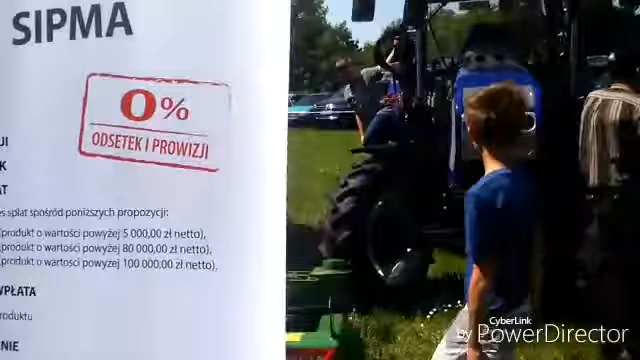 SIPMA
0%
ODSETEK I PROWIZJI
JI
K
AT
es spłat spośród poniższych propozycji:
(produkt o wartości powyżej 5 000,00 zł netto),
(produkt o wartości powyżej 80 000,00 zł netto),
(produkt o wartości powyżej 100 000,00 zł netto),
WPŁATA
roduktu
NIE
CyberLink
by PowerDirector